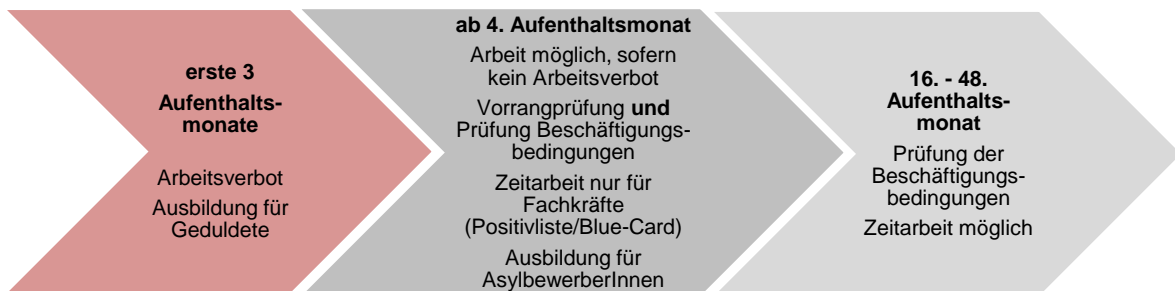 erste 3
Aufenthalts-
monate
Arbeitsverbot
Ausbildung für
Geduldete
ab 4. Aufenthaltsmonat
Arbeit möglich, sofern
kein Arbeitsverbot
Vorrangprüfung und
Prüfung Beschäftigungs-
bedingungen
Zeitarbeit nur für
Fachkräfte
(Positivliste/Blue-Card)
Ausbildung für
AsylbewerberInnen
16. - 48.
Aufenthalts-
monat
Prüfung der
Beschäftigungs-
bedingungen
Zeitarbeit möglich